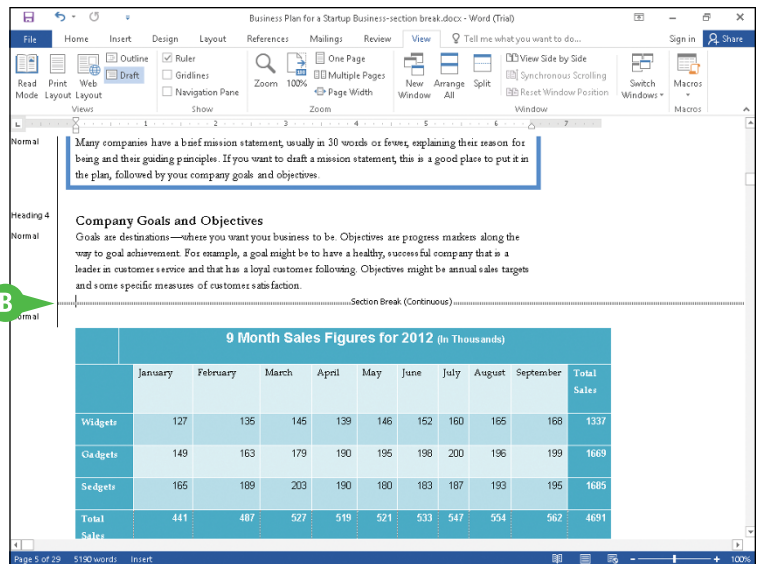 Business Plan for a Startup Business-section break.docx - Word (Trial)
File Home Insert Design Layout References Mailings Review View Tell me what you want to do... Sign in Share
Read Mode
Print Layout
Web Layout
Outline
Draft
Views
Ruler
Gridlines
Navigation Pane
Show
Zoom
100%
One Page
Multiple Pages
Page Width
Zoom
New Window
Arrange All
Split
View Side by Side
Synchronous Scrolling
Reset Window Position
Window
Switch Windows
Macros
Macros
1 2 3 4 5 6 7
Normal
Many companies have a brief mission statement, usually in 30 words or fewer, explaining their reason for
being and their guiding principles. If you want to draft a mission statement, this is a good place to put it in
the plan, followed by your company goals and objectives.
Heading 4
Company Goals and Objectives
Normal
Goals are destinations—where you want your business to be. Objectives are progress markers along the
way to goal achievement. For example, a goal might be to have a healthy, successful company that is a
leader in customer service and that has a loyal customer following. Objectives might be annual sales targets
and some specific measures of customer satisfaction.
B
Section Break (Continuous)
Normal
9 Month Sales Figures for 2012 (In Thousands)
January February March April May June July August September Total Sales
Widgets 127 135 145 139 146 152 160 165 168 1337
Gadgets 149 163 179 190 195 198 200 196 199 1669
Sedgets 165 189 203 190 180 183 187 193 195 1685
Total Sales 441 487 527 519 521 533 547 554 562 4691
Page 5 of 29 5190 words Insert 100%